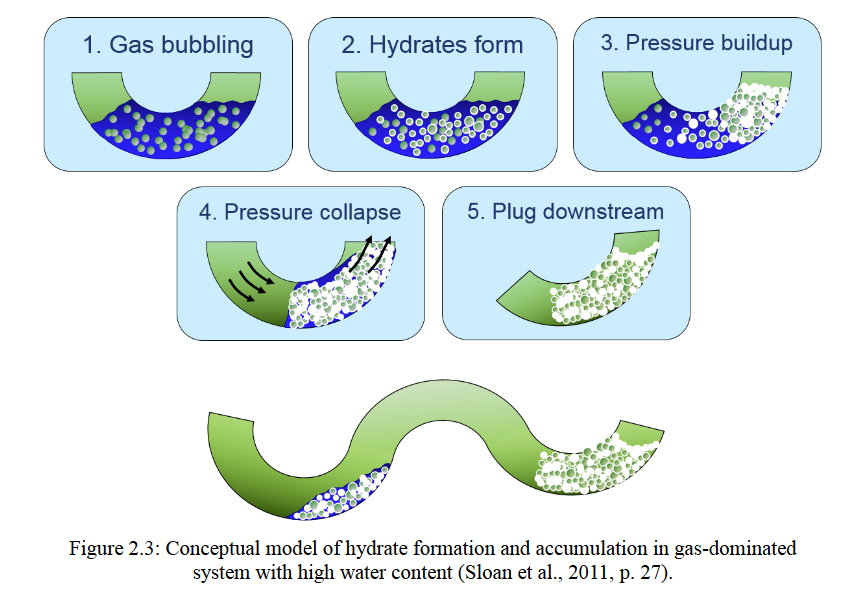 1. Gas bubbling
2. Hydrates form
3. Pressure buildup
4. Pressure collapse
5. Plug downstream
Figure 2.3: Conceptual model of hydrate formation and accumulation in gas-dominated
system with high water content (Sloan et al., 2011, p. 27).